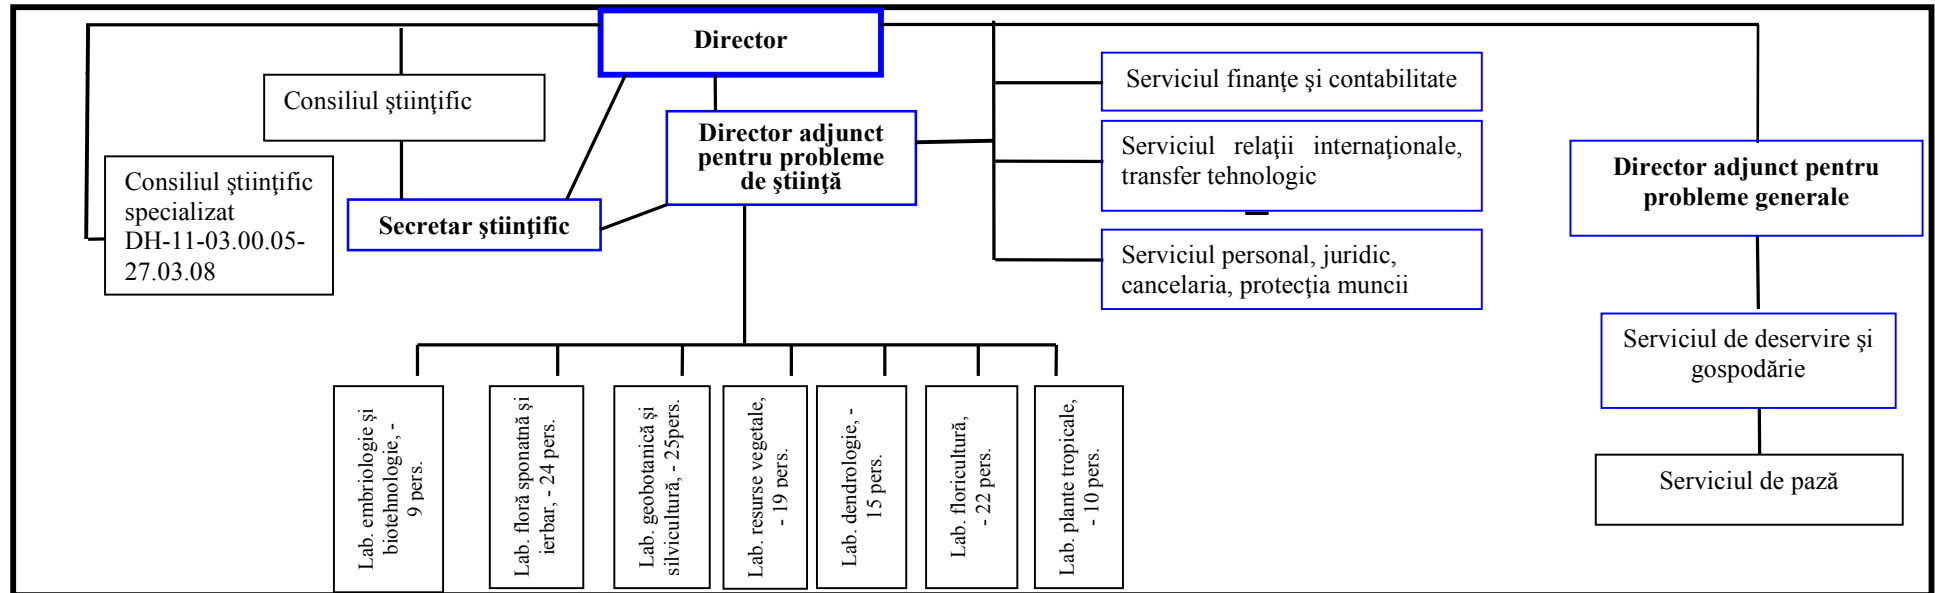 Director
Consiliul ştiinţific
Serviciul finanţe şi contabilitate
Director adjunct
pentru probleme
de ştiinţă
Serviciul relaţii internaţionale,
transfer tehnologic
Director adjunct pentru
probleme generale
Consiliul ştiinţific
specializat
DH-11-03.00.05-
27.03.08
Secretar ştiinţific
Serviciul personal, juridic,
cancelaria, protecţia muncii
Serviciul de deservire şi
gospodărie
Serviciul de pază
Lab. embriologie şi
biotehnologie, -
9 pers.
Lab. floră sponatnă şi
ierbar, - 24 pers.
Lab. geobotanică şi
silvicultură, - 25pers.
Lab. resurse vegetale,
- 19 pers.
Lab. dendrologie, -
15 pers.
Lab. floricultură,
- 22 pers.
Lab. plante tropicale,
- 10 pers.